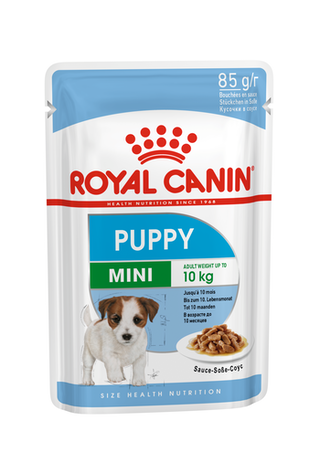 85 g/г
Bouchées en sauce
Stückchen in Soße
Кусочки в соусе
ROYAL CANIN
HEALTH NUTRITION SINCE 1968
PUPPY
MINI
ADULT WEIGHT UP TO
10 kg
Jusqu'à 10 mois
Bis zum 10. Lebensmonat
Tot 10 maanden
В возрасте до
10 месяцев
Sauce-Soße-Соус
SIZE HEALTH NUTRITION